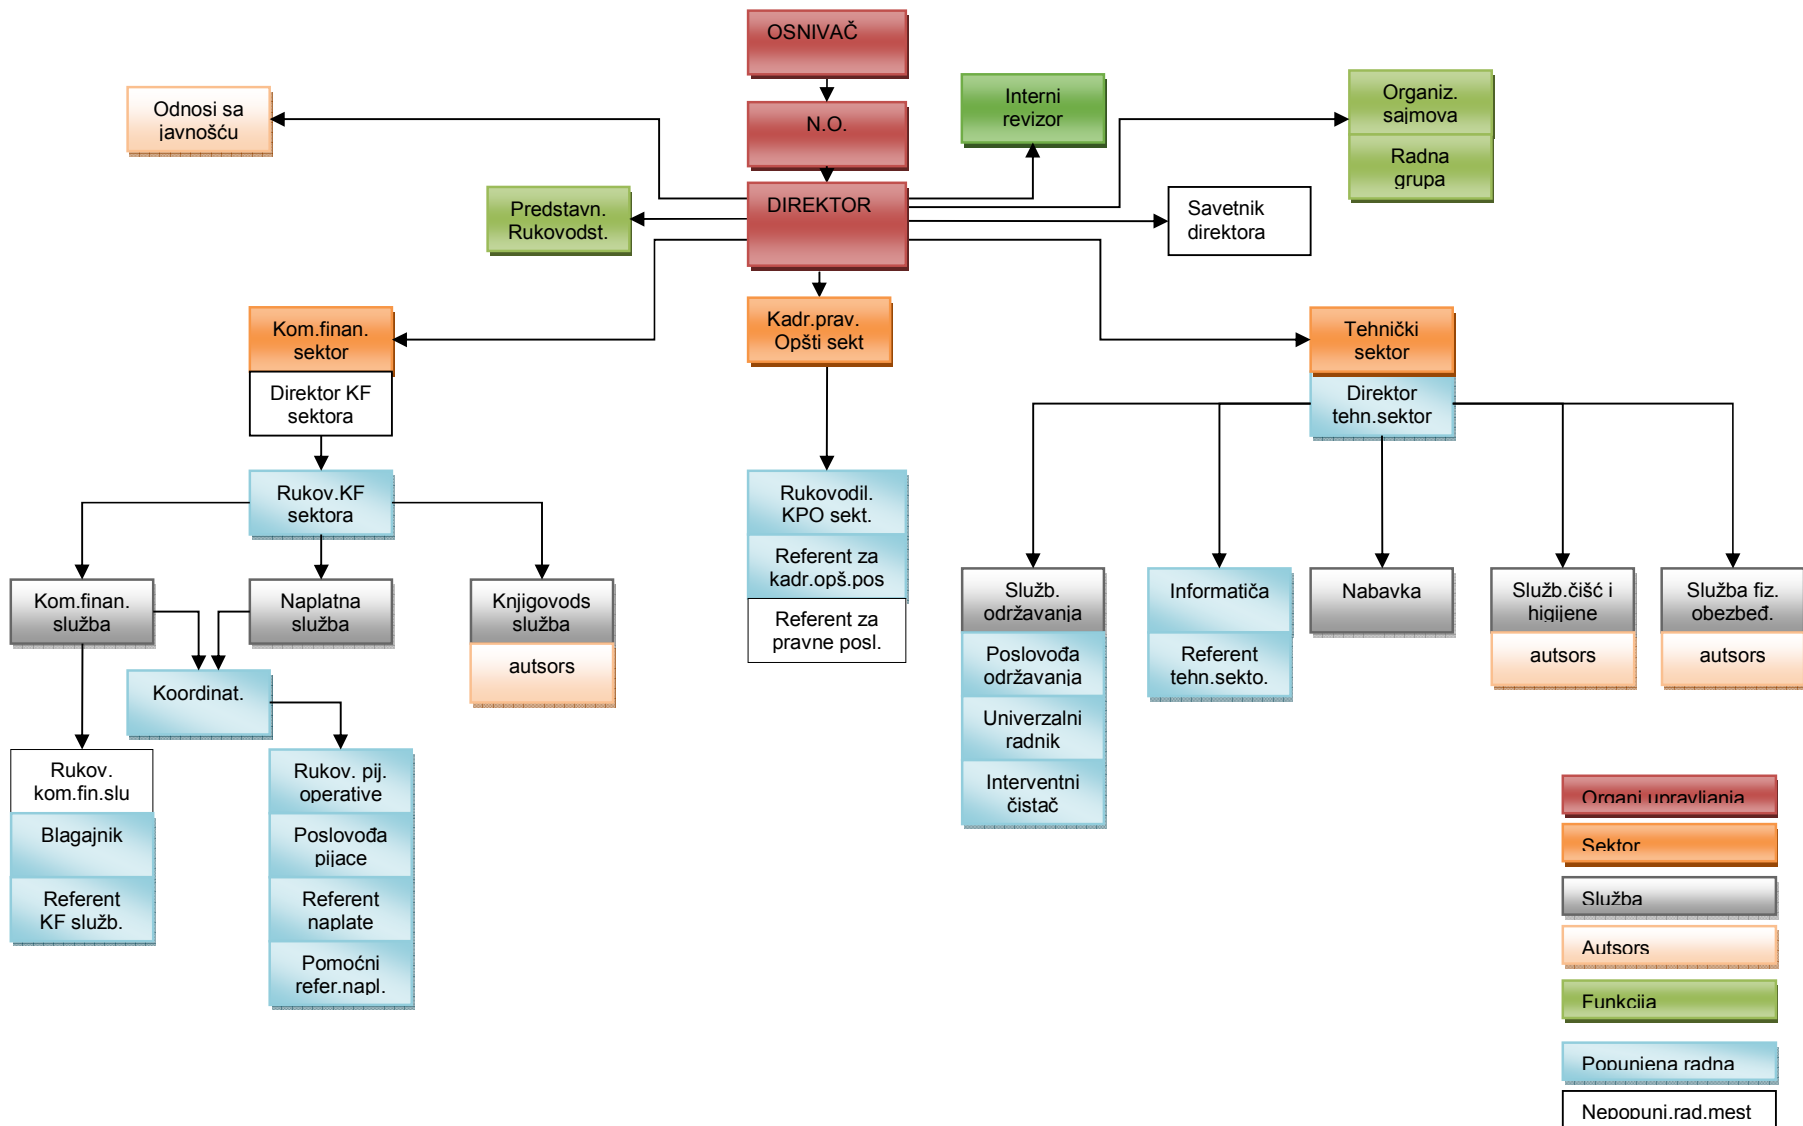 OSNIVAČ
Odnosi sa
javnošću
N.O.
Interni
revizor
Organiz.
sajmova
Radna
grupa
Predstavn.
Rukovodst.
DIREKTOR
Savetnik
direktora
Kom.finan.
sektor
Direktor KF
sektora
Kadr.prav.
Opšti sekt
Tehnički
sektor
Direktor
tehn.sektor
Rukov.KF
sektora
Rukovodil.
KPO sekt.
Referent za
kadr.opš.pos
Referent za
pravne posl.
Kom.finan.
služba
Naplatna
služba
Knjigovods
služba
autsors
Služb.
održavanja
Poslovođa
održavanja
Univerzalni
radnik
Interventni
čistač
Informatiča
Referent
tehn.sekto.
Nabavka
Služb.čišć i
higijene
autsors
Služba fiz.
obezbeđ.
autsors
Koordinat.
Rukov.
kom.fin.slu
Blagajnik
Referent
KF služb.
Rukov. pij.
operative
Poslovođa
pijace
Referent
naplate
Pomoćni
refer.napl.
Organi upravljanja
Sektor
Služba
Autsors
Funkcija
Popunjena radna
Nepopuni.rad.mest